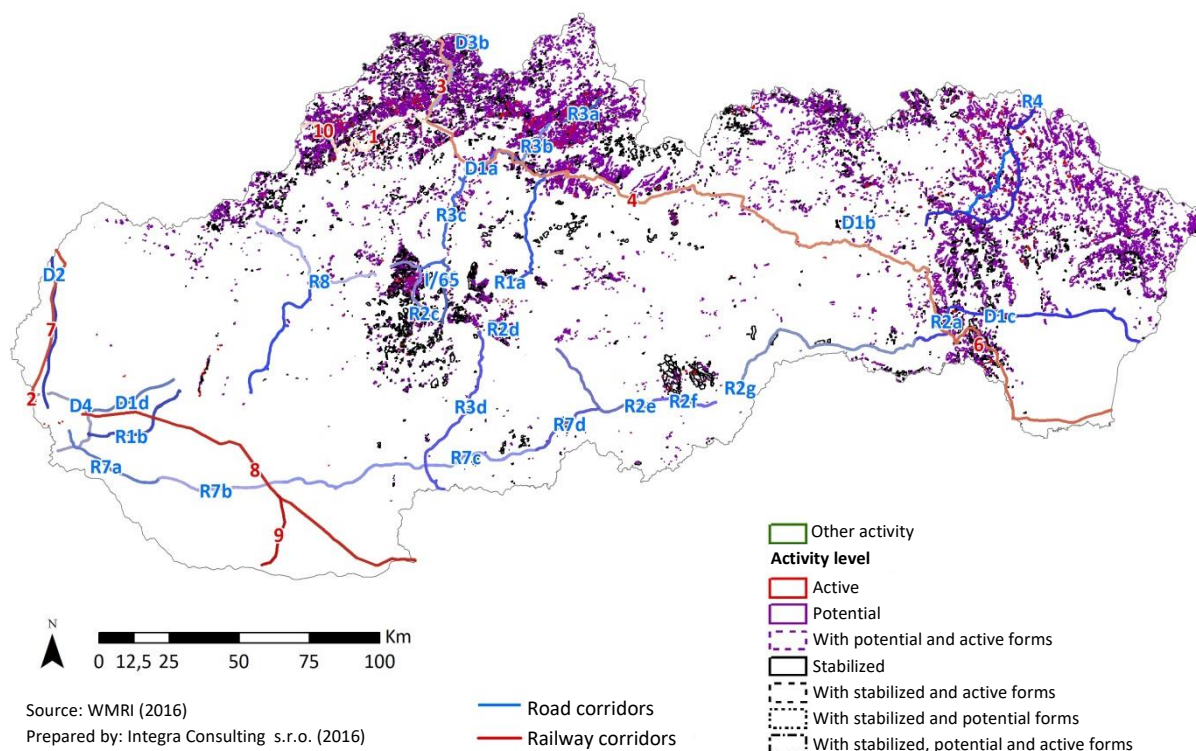 D3b
3
R3a
R4
10
1
R3b
D1a
4
R3c
D1b
D2
R8
I/65
R1a
R2c
7
R2d
R2a
D1c
6
2
D4
D1d
R3d
R2e
R2f
R2g
R1b
R7d
R7a
8
R7c
R7b
9
Other activity
Activity level
Active
Potential
With potential and active forms
Stabilized
With stabilized and active forms
With stabilized and potential forms
With stabilized, potential and active forms
N
Km
0 12,5 25 50 75 100
Source: WMRI (2016)
Prepared by: Integra Consulting s.r.o. (2016)
Road corridors
Railway corridors